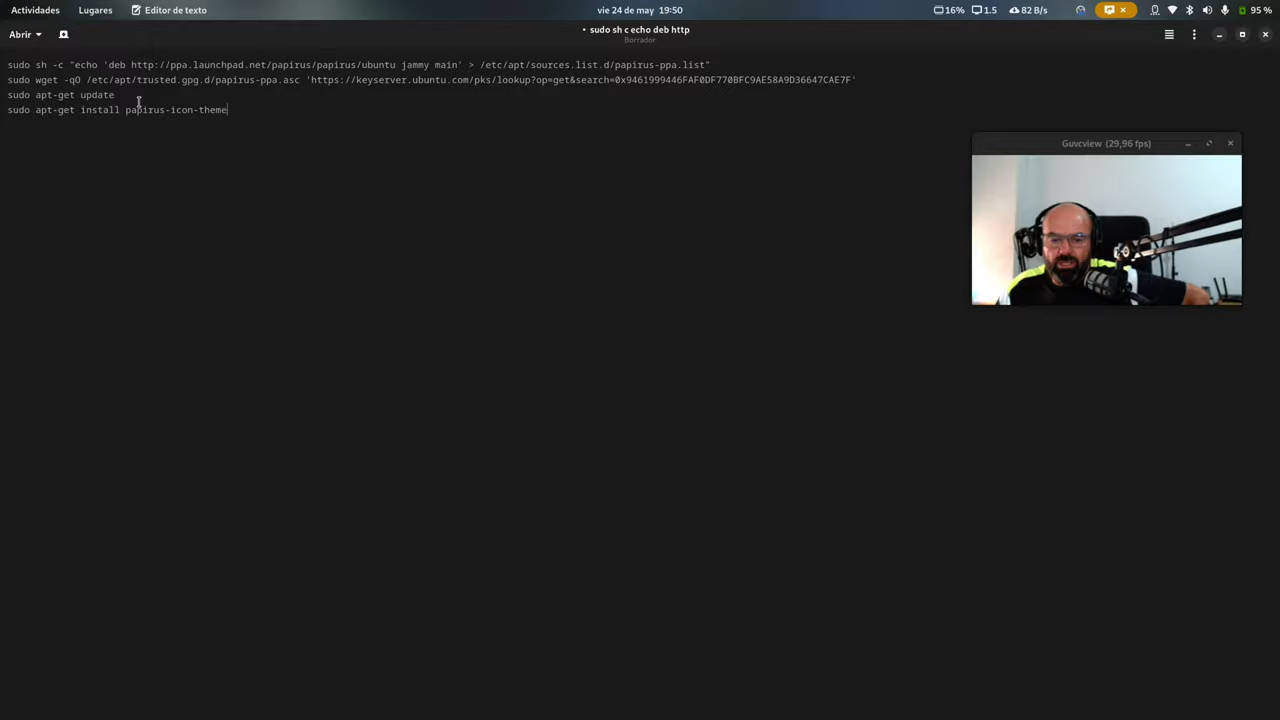 Actividades Lugares Editor de texto vie 24 de may 19:50 16% 1.5 82 B/s 95 %
Abrir • sudo sh c echo deb http
Borrador
sudo sh -c "echo 'deb http://ppa.launchpad.net/papirus/papirus/ubuntu jammy main' > /etc/apt/sources.list.d/papirus-ppa.list"
sudo wget -qO /etc/apt/trusted.gpg.d/papirus-ppa.asc 'https://keyserver.ubuntu.com/pks/lookup?op=get&search=0x9461999446FAF0DF770BFC9AE58A9D36647CAE7F'
sudo apt-get update
sudo apt-get install papirus-icon-theme
Guvcview (29,96 fps)